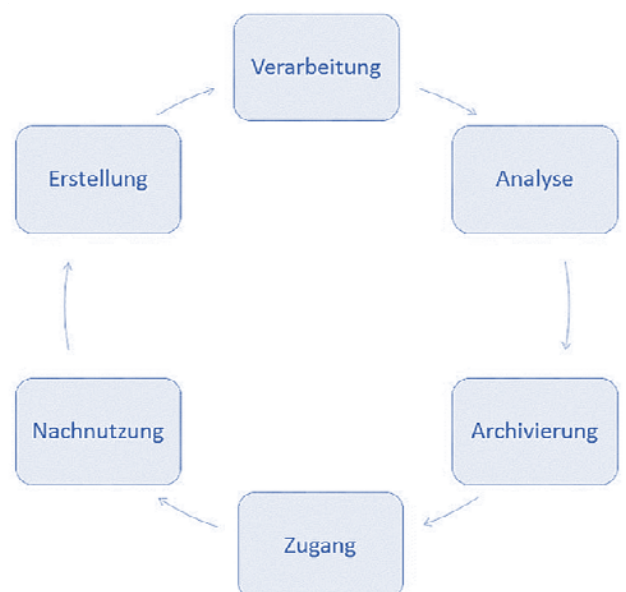 Verarbeitung
Erstellung
Analyse
Nachnutzung
Archivierung
Zugang